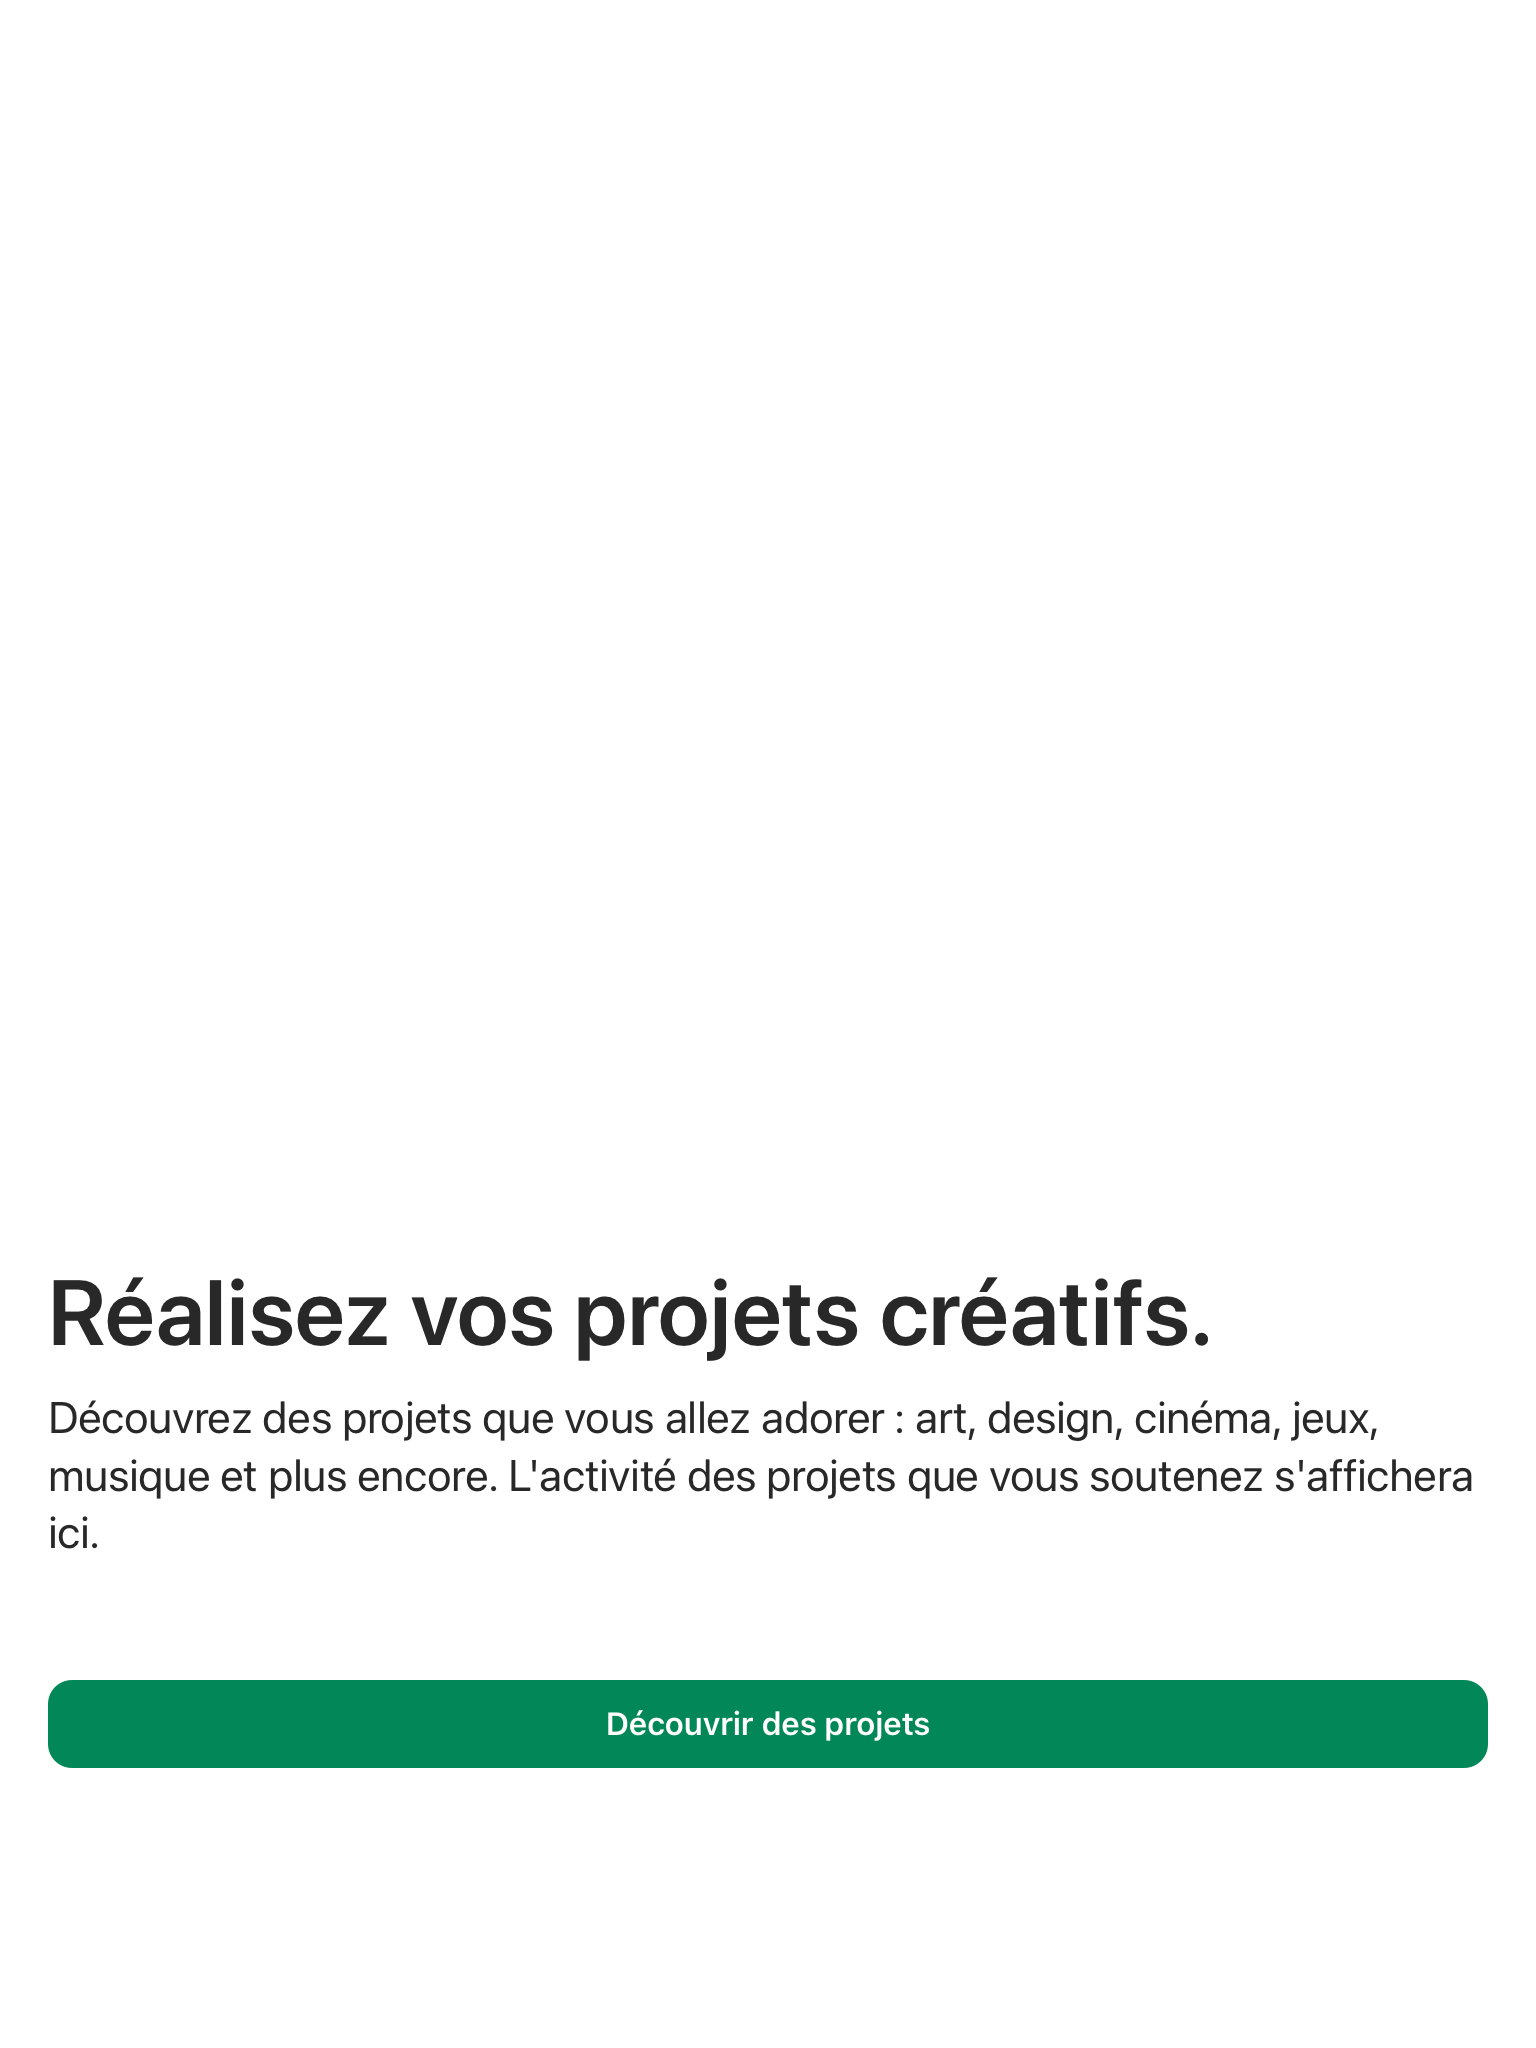 Réalisez vos projets créatifs.
Découvrez des projets que vous allez adorer : art, design, cinéma, jeux,
musique et plus encore. L'activité des projets que vous soutenez s'affichera
ici.
Découvrir des projets